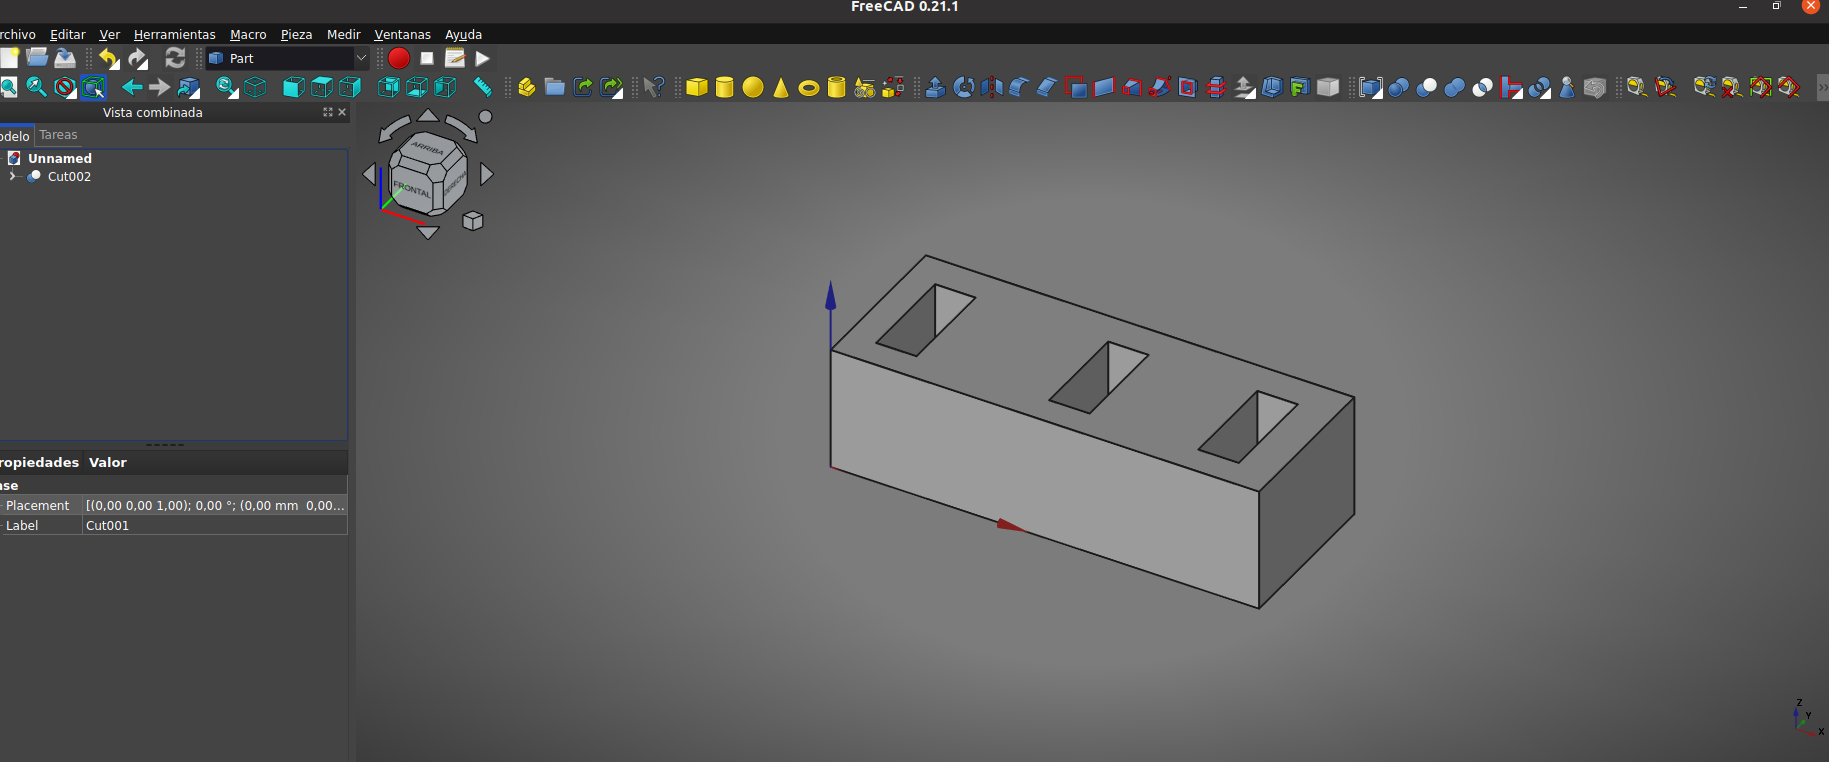 FreeCAD 0.21.1
rchivo Editar Ver Herramientas Macro Pieza Medir Ventanas Ayuda
Part
Vista combinada
odelo Tareas
Unnamed
Cut002
ARRIBA
FRONTAL
DERECHA
ropiedades Valor
ase
Placement [(0,00 0,00 1,00); 0,00 °; (0,00 mm 0,00...
Label Cut001
Z
Y
X